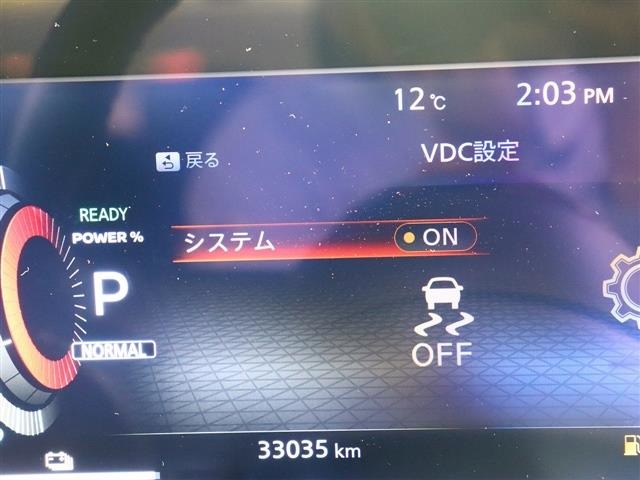 12℃ 2:03 PM
戻る VDC設定
READY
POWER %
システム ON
P
NORMAL
OFF
33035 km